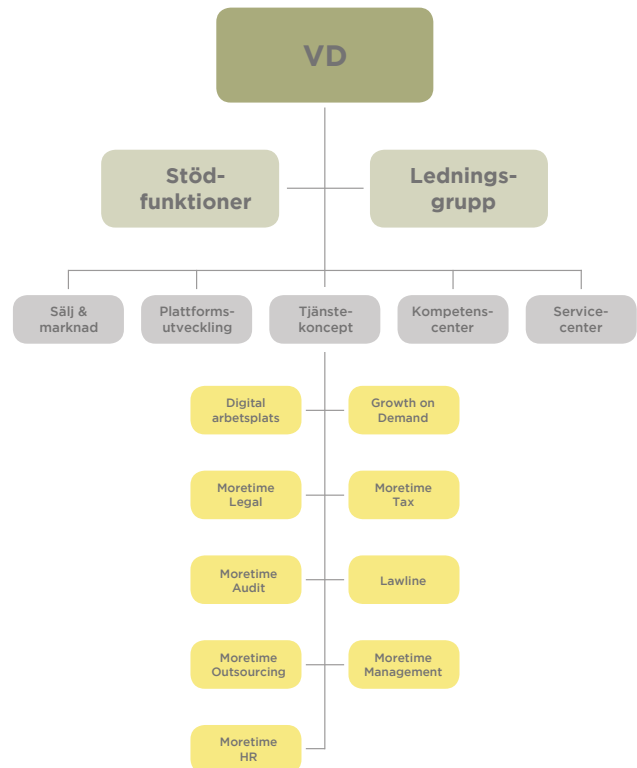 VD
Stöd-
funktioner
Lednings-
grupp
Sälj &
marknad
Plattforms-
utveckling
Tjänste-
koncept
Kompetens-
center
Service-
center
Digital
arbetsplats
Growth on
Demand
Moretime
Legal
Moretime
Tax
Moretime
Audit
Lawline
Moretime
Outsourcing
Moretime
Management
Moretime
HR